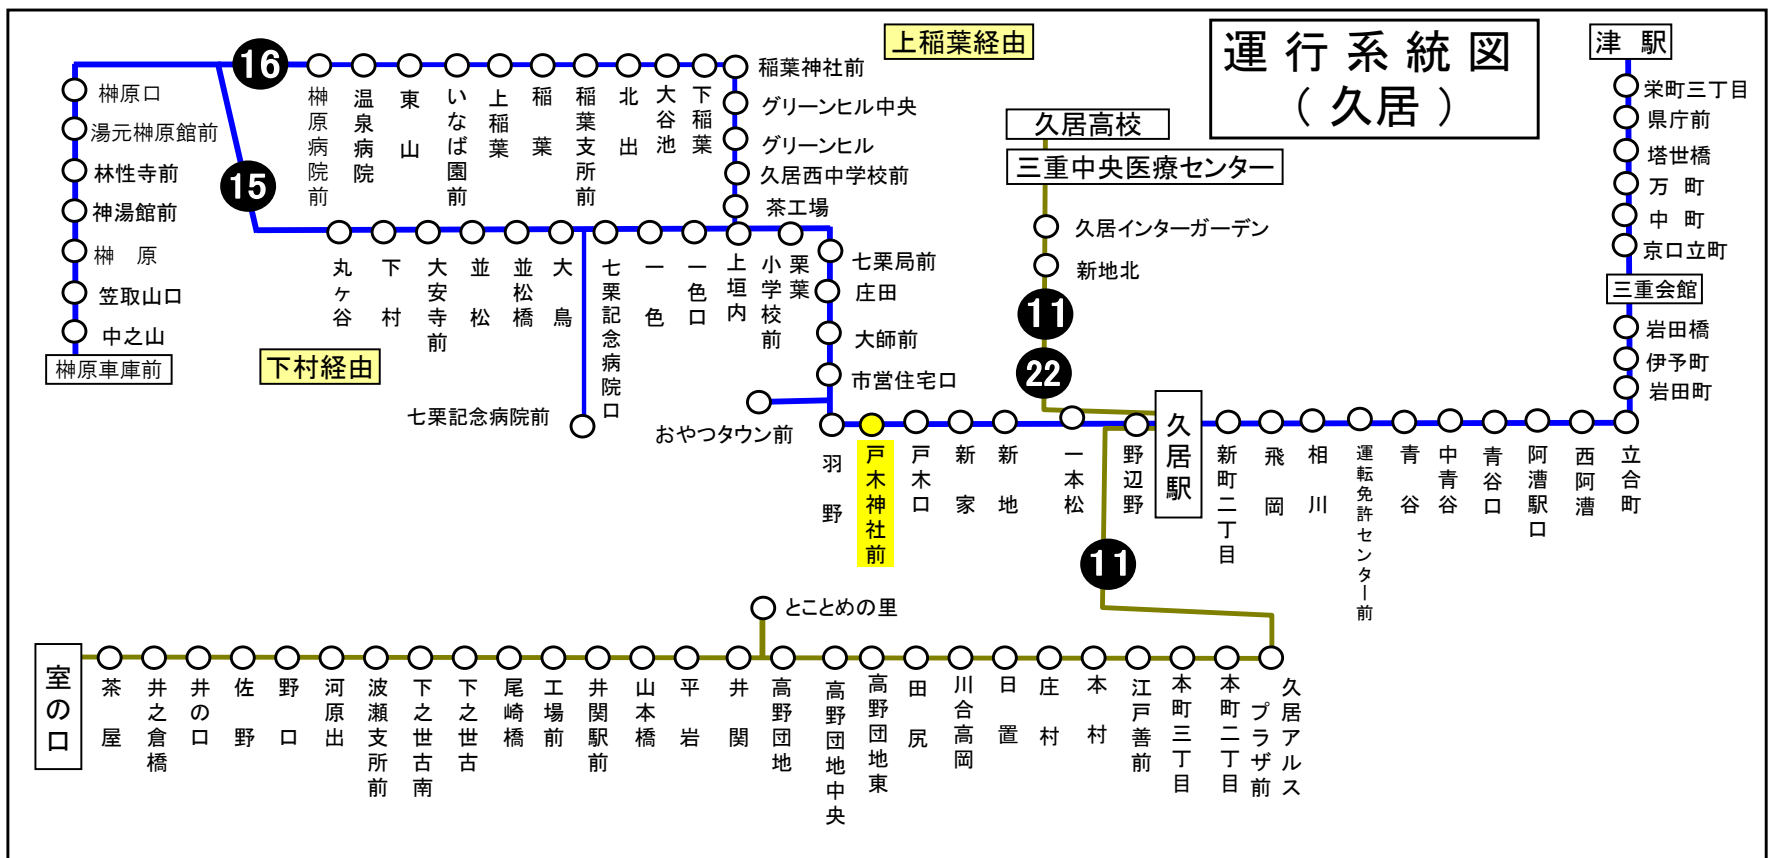 運行系統図
（久居）
上稲葉経由
下村経由
16
15
榊原口
湯元榊原館前
林性寺前
神湯館前
榊原
笠取山口
中之山
榊原車庫前
榊原病院前
温泉病院
東山
いなば園前
上稲葉
稲葉
稲葉支所前
北出
大谷池
下稲葉
稲葉神社前
グリーンヒル中央
グリーンヒル
久居西中学校前
茶工場
丸ヶ谷
下村
大安寺前
並松
並松橋
大鳥
七栗記念病院口
一色
一色口
上垣内
栗葉
小学校前
七栗記念病院前
七栗局前
庄田
大師前
市営住宅口
おやつタウン前
羽野
戸木神社前
戸木口
新家
新地
一本松
野辺野
久居駅
久居高校
三重中央医療センター
久居インターガーデン
新地北
11
22
11
新町二丁目
飛岡
相川
運転免許センター前
青谷
中青谷
青谷口
阿漕駅口
西阿漕
立合町
津駅
栄町三丁目
県庁前
塔世橋
万町
中町
京口立町
三重会館
岩田橋
伊予町
岩田町
とことめの里
室の口
茶屋
井之倉橋
井の口
佐野
野口
河原出
波瀬支所前
下之世古南
下之世古
尾崎橋
工場前
井関駅前
山本橋
平岩
井関
高野団地
高野団地中央
高野団地東
田尻
川合高岡
日置
庄村
本村
江戸善前
本町三丁目
本町二丁目
久居アルス
プラザ前